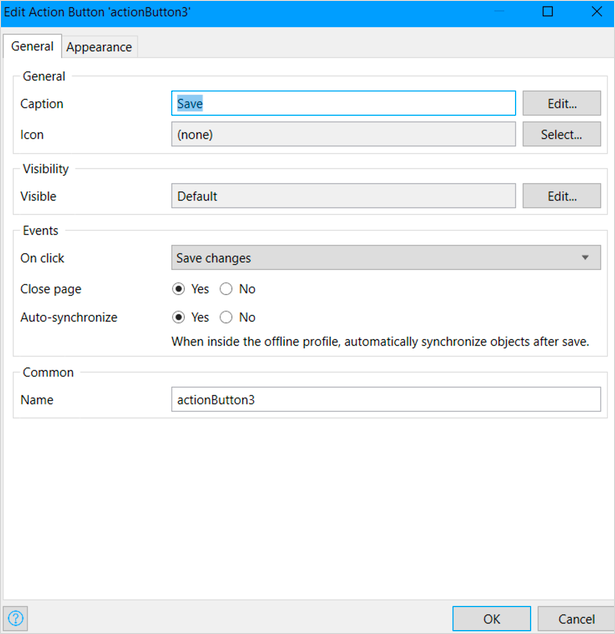 Edit Action Button 'actionButton3'
General Appearance
General
Caption Save Edit...
Icon (none) Select...
Visibility
Visible Default Edit...
Events
On click Save changes
Close page Yes No
Auto-synchronize Yes No
When inside the offline profile, automatically synchronize objects after save.
Common
Name actionButton3
? OK Cancel